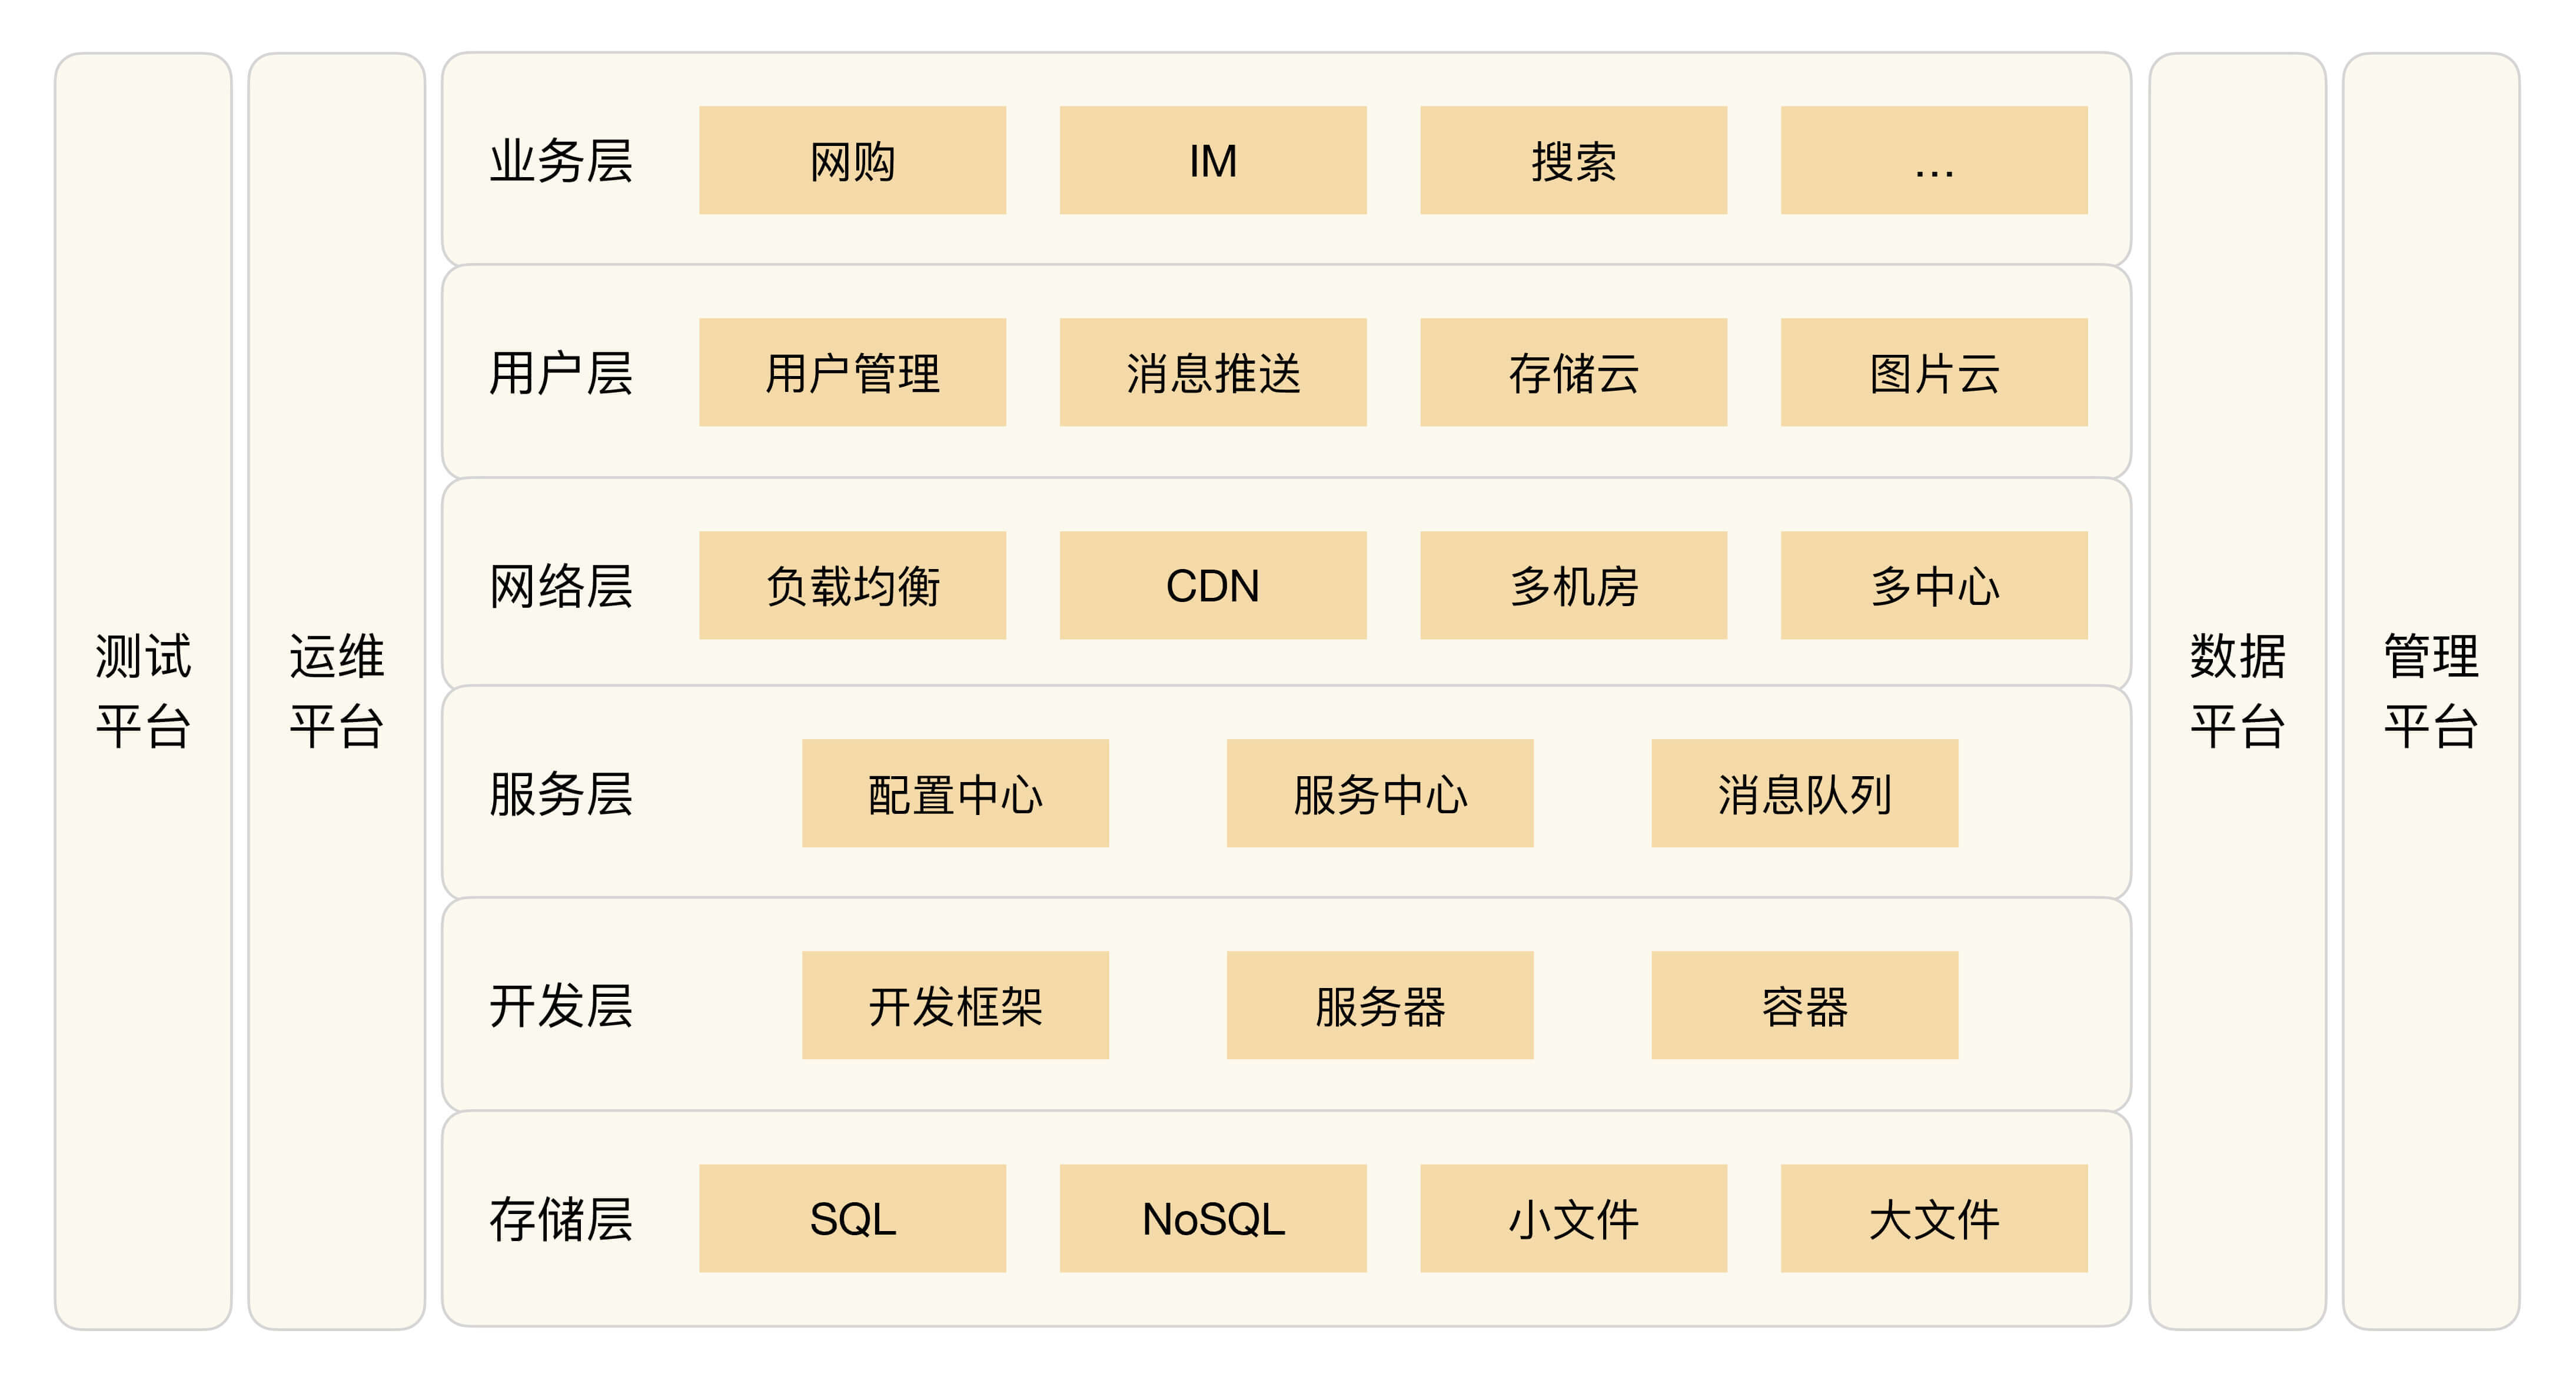 测试
平台
运维
平台
业务层
网购
IM
搜索
...
用户层
用户管理
消息推送
存储云
图片云
网络层
负载均衡
CDN
多机房
多中心
服务层
配置中心
服务中心
消息队列
开发层
开发框架
服务器
容器
存储层
SQL
NoSQL
小文件
大文件
数据
平台
管理
平台